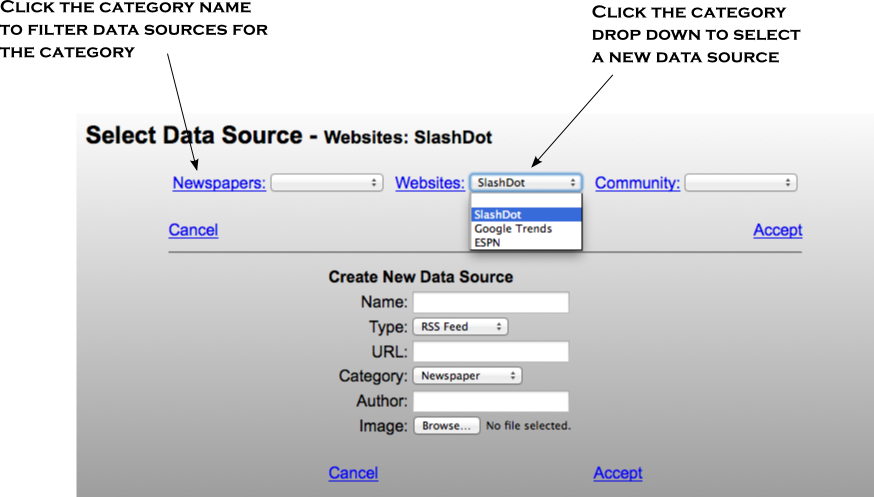 Click the category name
to filter data sources for
the category
Click the category
drop down to select
a new data source
Select Data Source - Websites: SlashDot
Newspapers: Websites: SlashDot Community:
SlashDot
Google Trends
ESPN
Cancel Accept
Create New Data Source
Name:
Type: RSS Feed
URL:
Category: Newspaper
Author:
Image: Browse... No file selected.
Cancel Accept